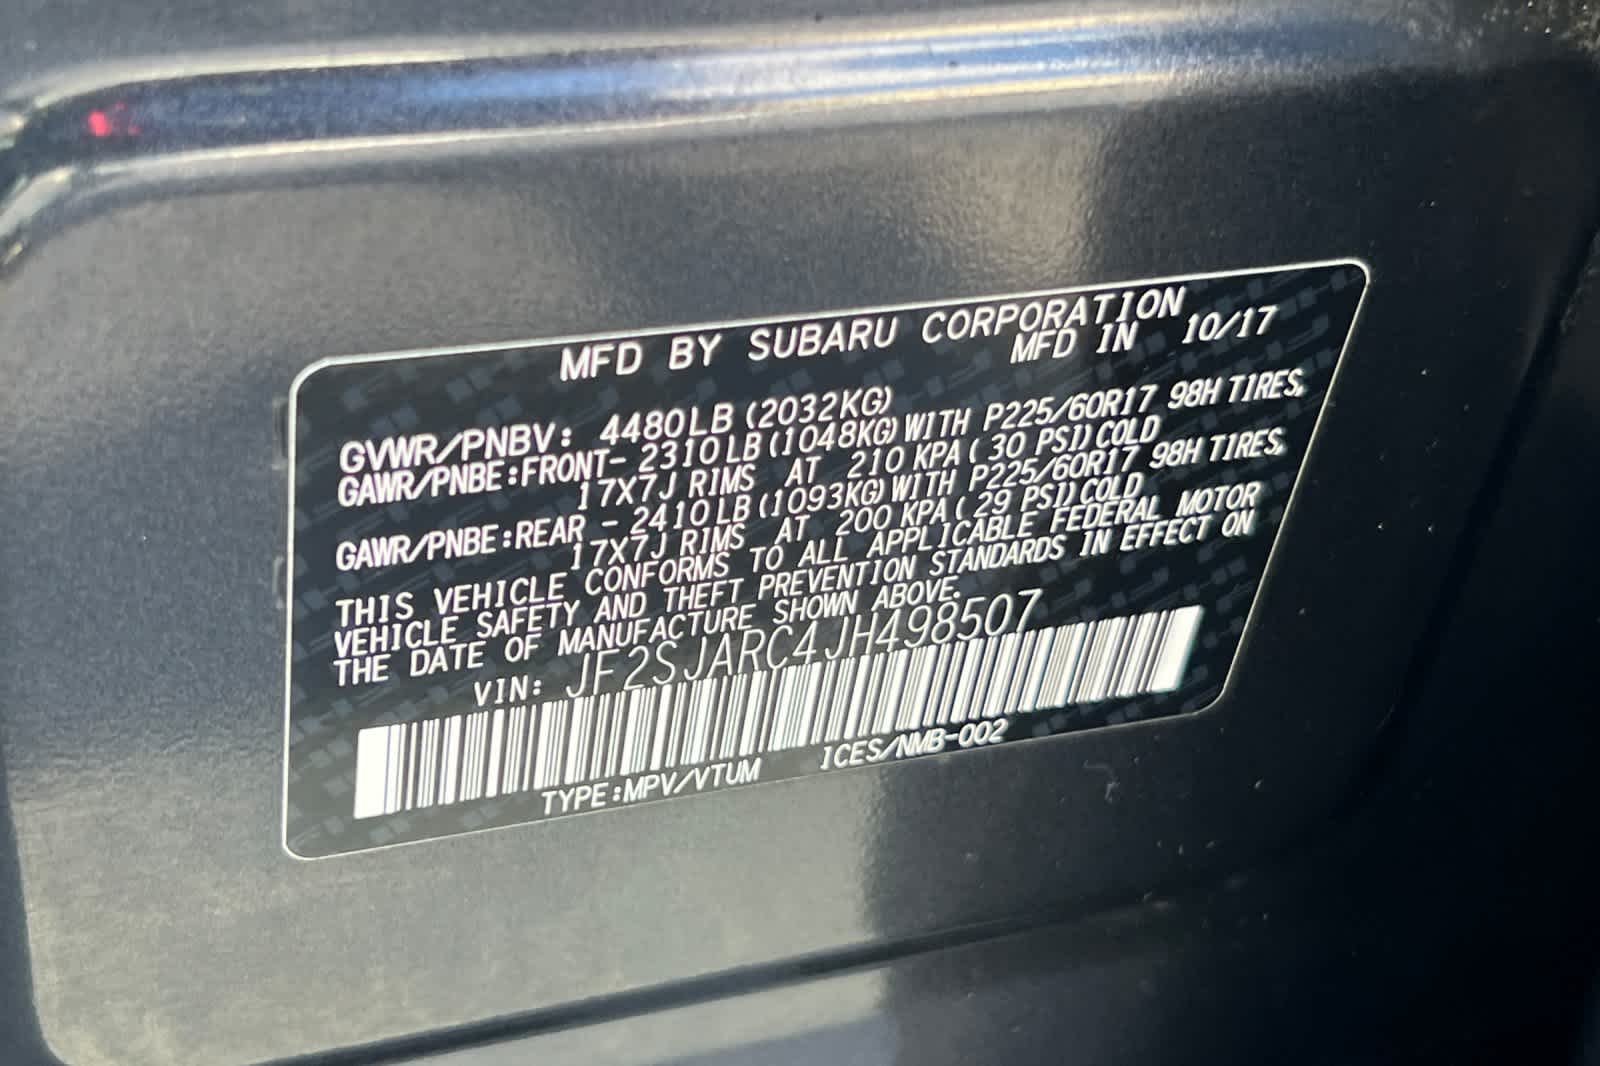 MFD BY SUBARU CORPORATION
MFD IN 10/17
GVWR/PNBV: 4480LB (2032KG)
GAWR/PNBE:FRONT- 2310LB(1048KG)WITH P225/60R17 98H TIRES,
17X7J RIMS AT 210 KPA( 30 PSI)COLD
GAWR/PNBE:REAR - 2410LB(1093KG)WITH P225/60R17 98H TIRES,
17X7J RIMS AT 200 KPA( 29 PSI)COLD
THIS VEHICLE CONFORMS TO ALL APPLICABLE FEDERAL MOTOR
VEHICLE SAFETY AND THEFT PREVENTION STANDARDS IN EFFECT ON
THE DATE OF MANUFACTURE SHOWN ABOVE.
VIN: JF2SJARC4JH498507
TYPE:MPV/VTUM ICES/NMB-002